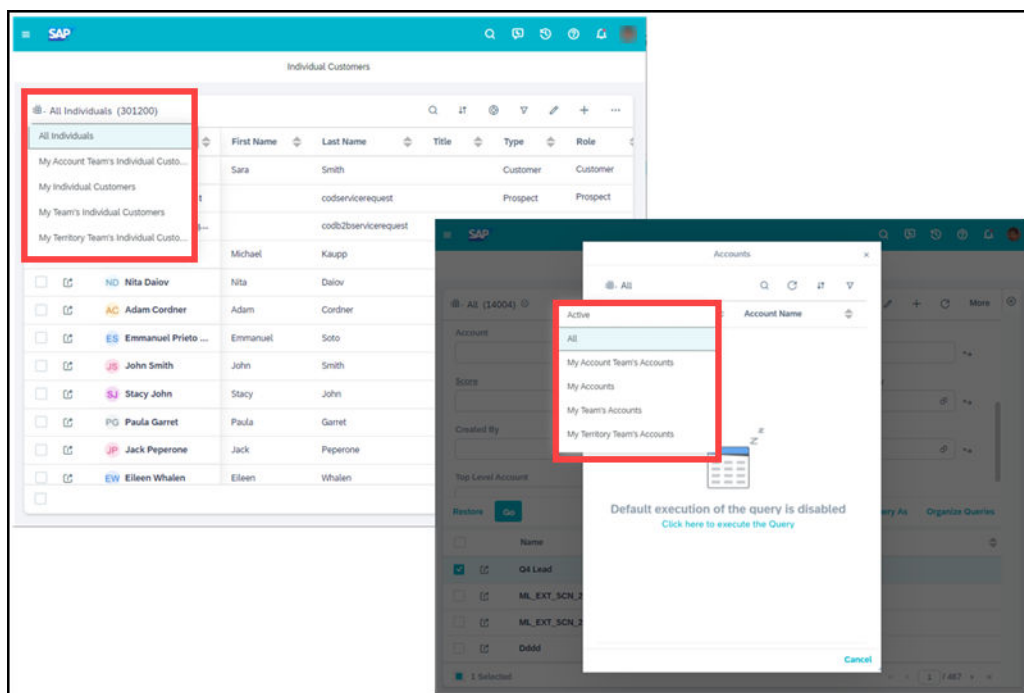 SAP
Individual Customers
All Individuals (301200)
All Individuals
My Account Team's Individual Custo...
My Individual Customers
My Team's Individual Customers
My Territory Team's Individual Custo...
First Name Last Name Title Type Role
Sara Smith Customer Customer
codservicerequest Prospect Prospect
codb2bservicerequest
Michael Kaupp
ND Nita Daiov Nita Daiov
AC Adam Cordner Adam Cordner
ES Emmanuel Prieto ... Emmanuel Soto
JS John Smith John Smith
SJ Stacy John Stacy John
PG Paula Garret Paula Garret
JP Jack Peperone Jack Peperone
EW Eileen Whalen Eileen Whalen
SAP
Accounts
All
Active
All
My Account Team's Accounts
My Accounts
My Team's Accounts
My Territory Team's Accounts
Account Name
Default execution of the query is disabled
Click here to execute the Query
Cancel
All (14004)
More
Account
Score
Created By
Top Level Account
Restore Go
ery As Organize Queries
Name
Q4 Lead
ML_EXT_SCN_2
ML_EXT_SCN_2
Dddd
1 Selected
1 / 467